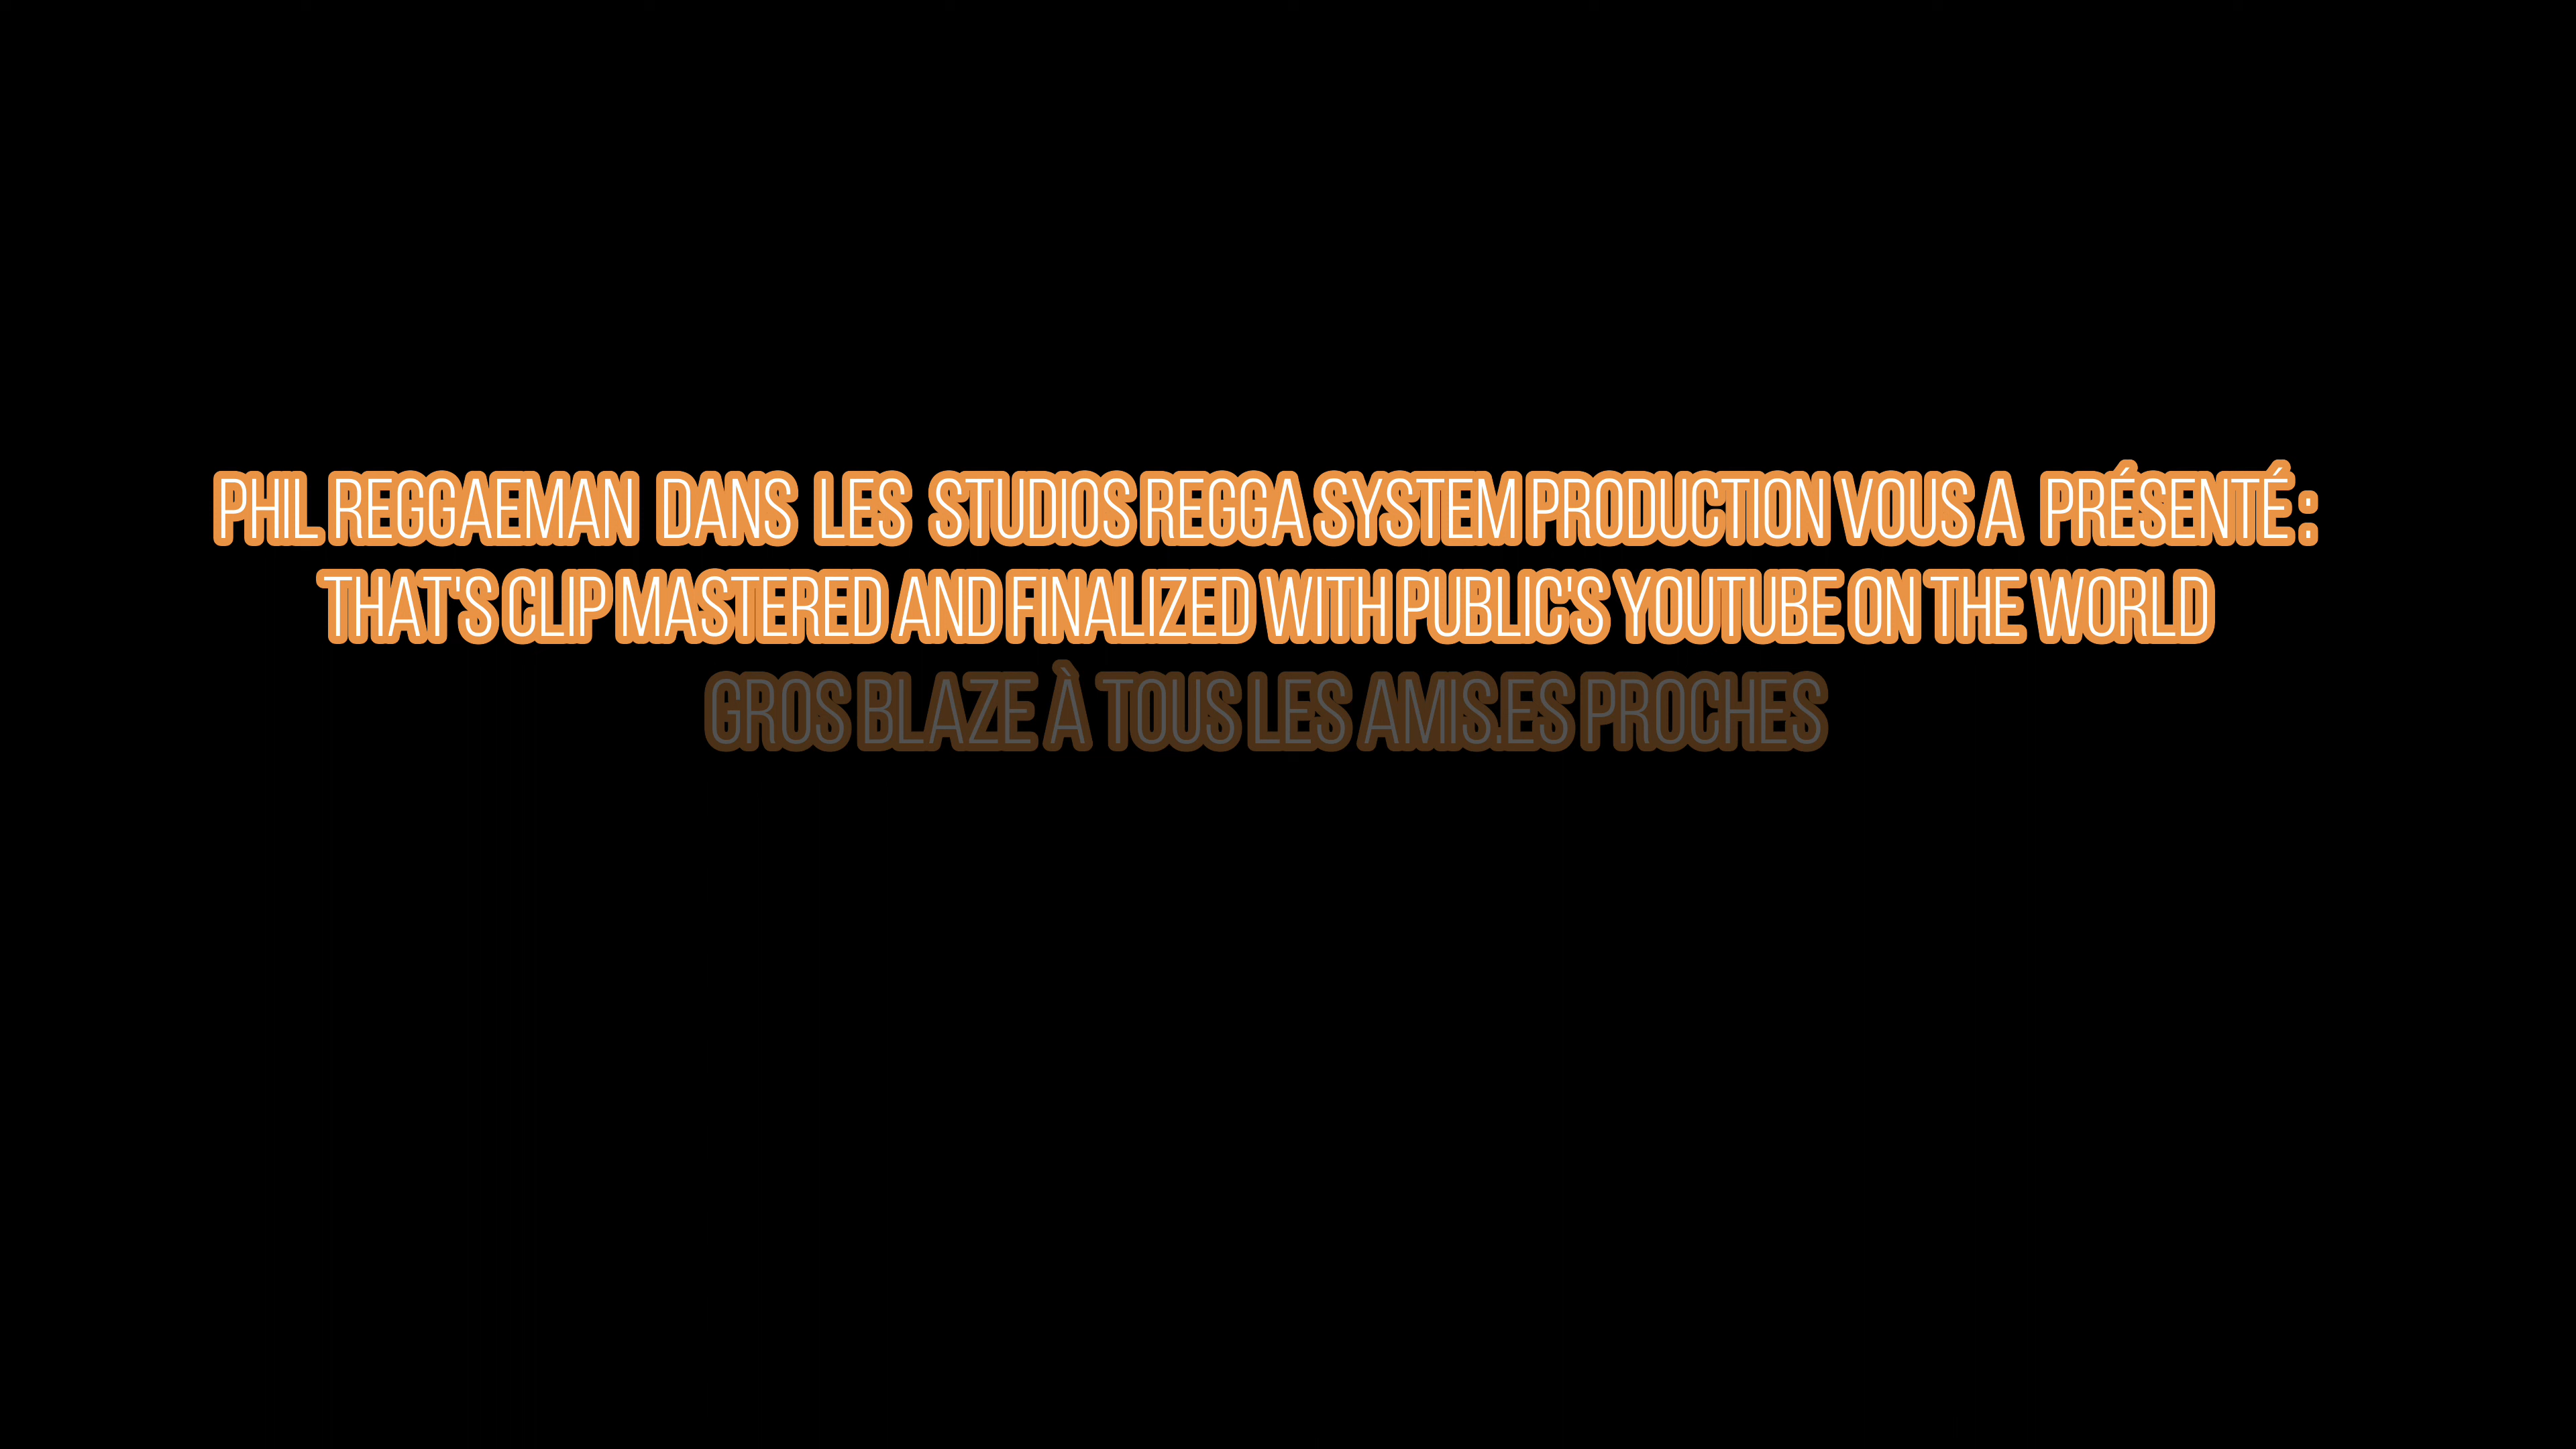 PHIL REGGAEMAN DANS LES STUDIOS REGGA SYSTEM PRODUCTION VOUS A PRÉSENTÉ :
THAT'S CLIP MASTERED AND FINALIZED WITH PUBLIC'S YOUTUBE ON THE WORLD
GROS BLAZE À TOUS LES AMIS.ES PROCHES